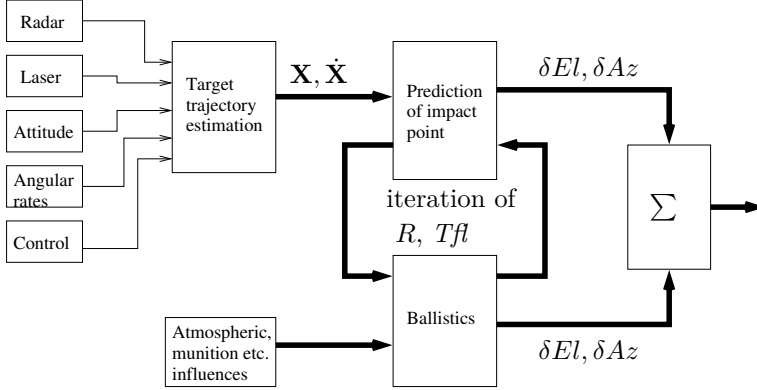 Radar
Laser
Attitude
Angular
rates
Control
Target
trajectory
estimation
X, Ẋ
Prediction
of impact
point
δEl, δAz
iteration of
R, Tfl
∑
Atmospheric,
munition etc.
influences
Ballistics
δEl, δAz